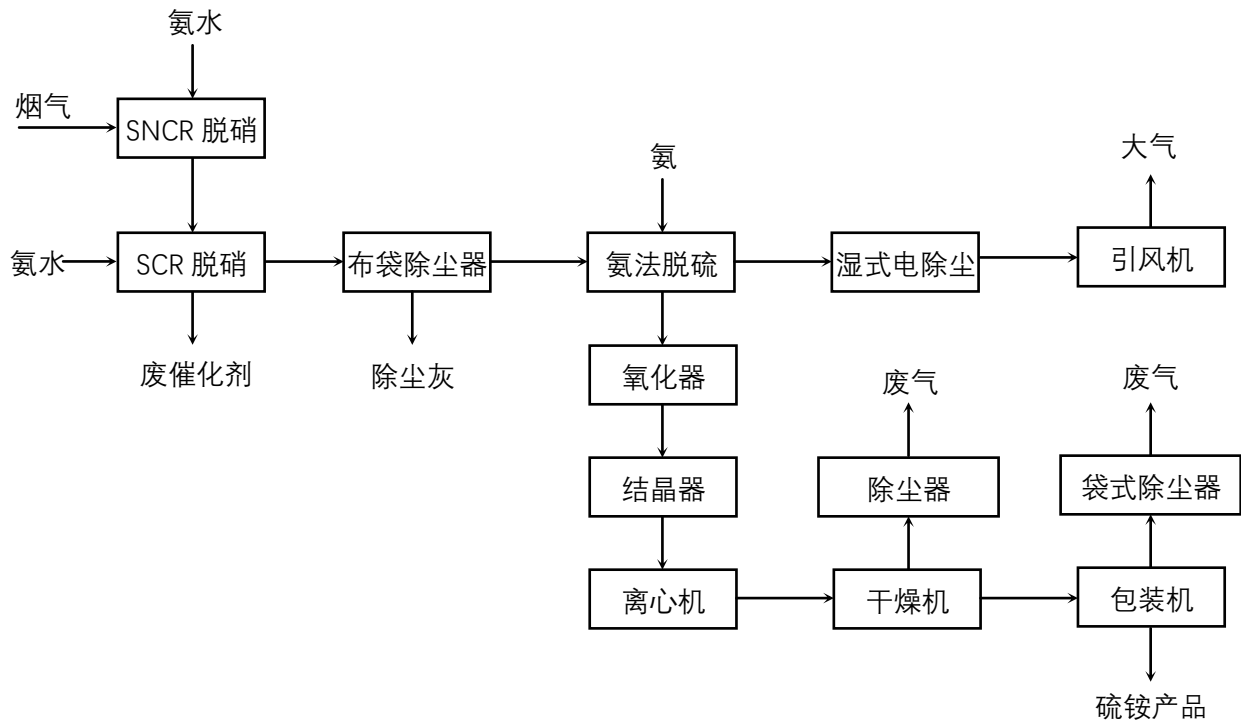 氨水
烟气
SNCR 脱硝
氨
大气
氨水
SCR 脱硝
布袋除尘器
氨法脱硫
湿式电除尘
引风机
废催化剂
除尘灰
氧化器
废气
废气
结晶器
除尘器
袋式除尘器
离心机
干燥机
包装机
硫铵产品